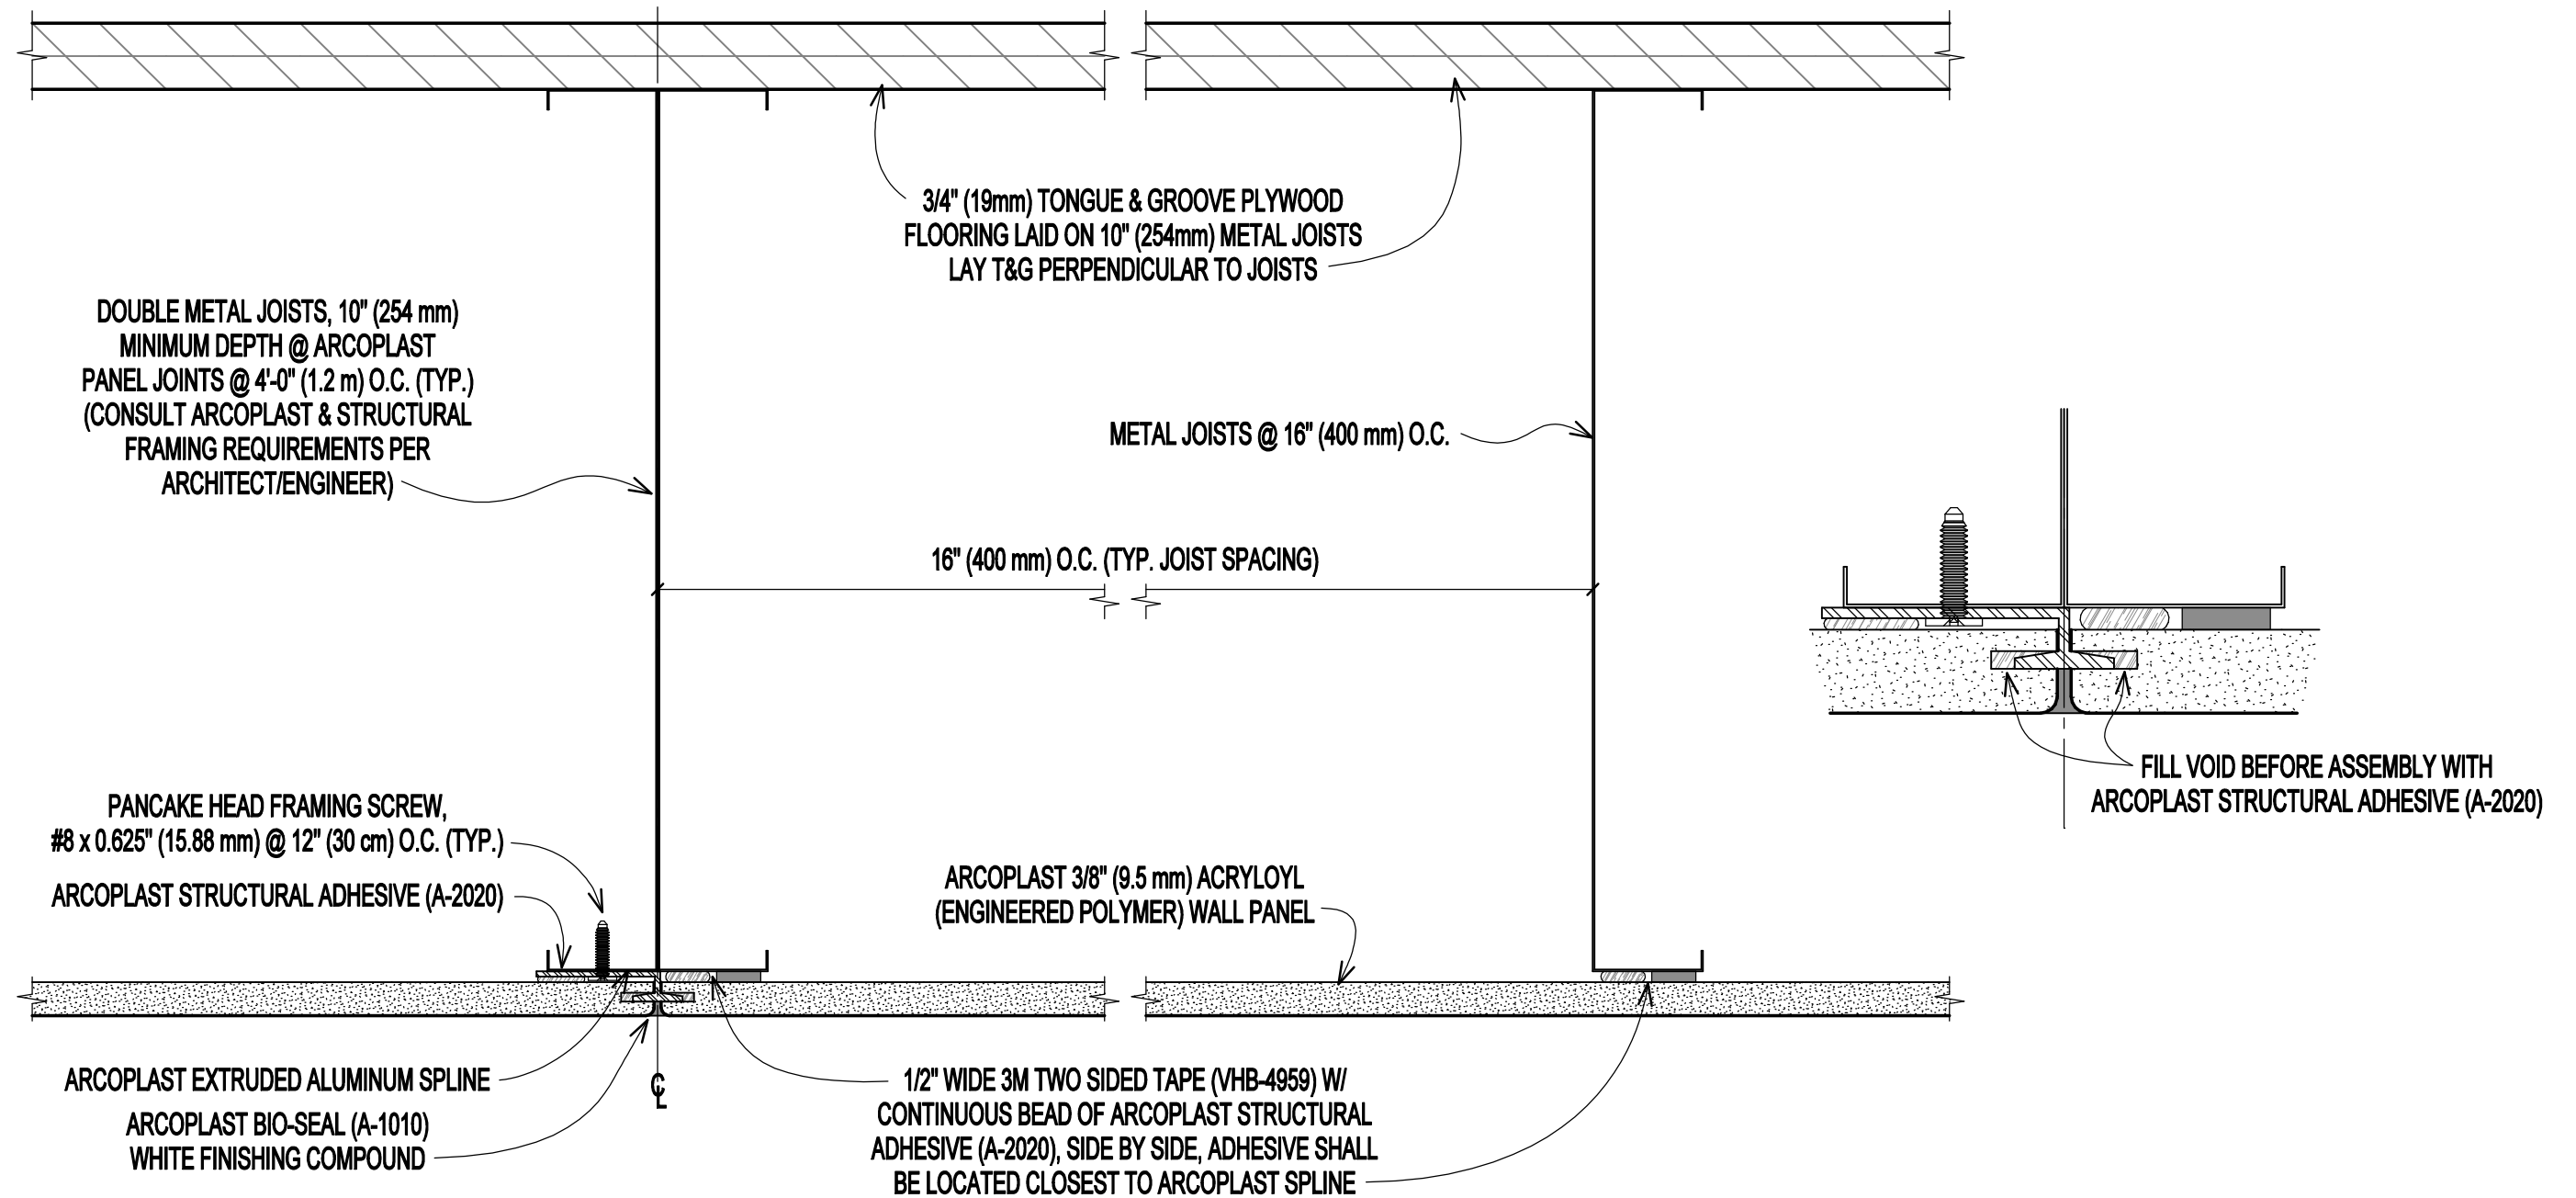 3/4" (19mm) TONGUE & GROOVE PLYWOOD
FLOORING LAID ON 10" (254mm) METAL JOISTS
LAY T&G PERPENDICULAR TO JOISTS
DOUBLE METAL JOISTS, 10" (254 mm)
MINIMUM DEPTH @ ARCOPLAST
PANEL JOINTS @ 4'-0" (1.2 m) O.C. (TYP.)
(CONSULT ARCOPLAST & STRUCTURAL
FRAMING REQUIREMENTS PER
ARCHITECT/ENGINEER)
METAL JOISTS @ 16" (400 mm) O.C.
16" (400 mm) O.C. (TYP. JOIST SPACING)
FILL VOID BEFORE ASSEMBLY WITH
ARCOPLAST STRUCTURAL ADHESIVE (A-2020)
PANCAKE HEAD FRAMING SCREW,
#8 x 0.625" (15.88 mm) @ 12" (30 cm) O.C. (TYP.)
ARCOPLAST STRUCTURAL ADHESIVE (A-2020)
ARCOPLAST 3/8" (9.5 mm) ACRYLOYL
(ENGINEERED POLYMER) WALL PANEL
ARCOPLAST EXTRUDED ALUMINUM SPLINE
ARCOPLAST BIO-SEAL (A-1010)
WHITE FINISHING COMPOUND
CL
1/2" WIDE 3M TWO SIDED TAPE (VHB-4959) W/
CONTINUOUS BEAD OF ARCOPLAST STRUCTURAL
ADHESIVE (A-2020), SIDE BY SIDE, ADHESIVE SHALL
BE LOCATED CLOSEST TO ARCOPLAST SPLINE